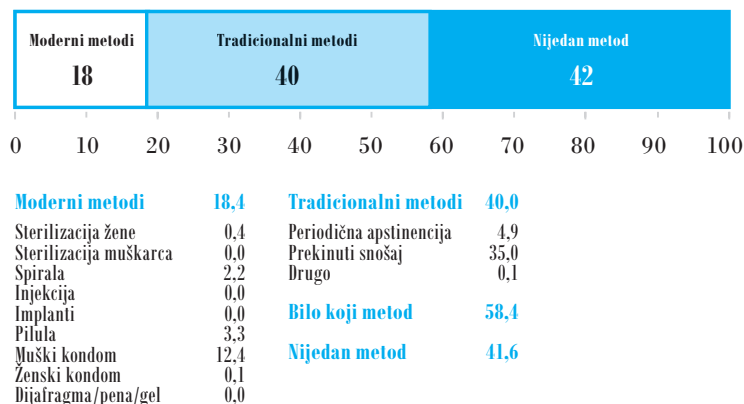 Moderni metodi Tradicionalni metodi Nijedan metod
18 40 42
0 10 20 30 40 50 60 70 80 90 100
Moderni metodi 18,4
Sterilizacija žene 0,4
Sterilizacija muškarca 0,0
Spirala 2,2
Injekcija 0,0
Implanti 0,0
Pilula 3,3
Muški kondom 12,4
Ženski kondom 0,1
Dijafragma/pena/gel 0,0
Tradicionalni metodi 40,0
Periodična apstinencija 4,9
Prekinuti snošaj 35,0
Drugo 0,1
Bilo koji metod 58,4
Nijedan metod 41,6